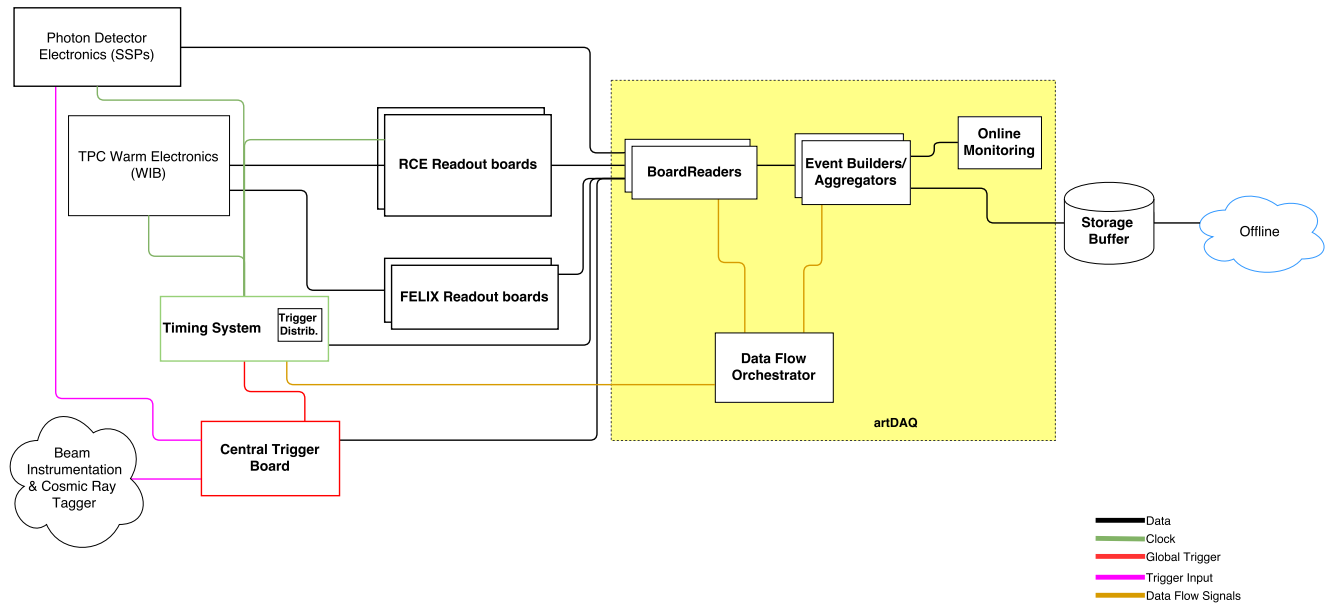 Photon Detector
Electronics (SSPs)
TPC Warm Electronics
(WIB)
RCE Readout boards
FELIX Readout boards
Timing System
Trigger
Distrib.
Central Trigger
Board
Beam
Instrumentation
& Cosmic Ray
Tagger
BoardReaders
Event Builders/
Aggregators
Online
Monitoring
Data Flow
Orchestrator
artDAQ
Storage
Buffer
Offline
Data
Clock
Global Trigger
Trigger Input
Data Flow Signals